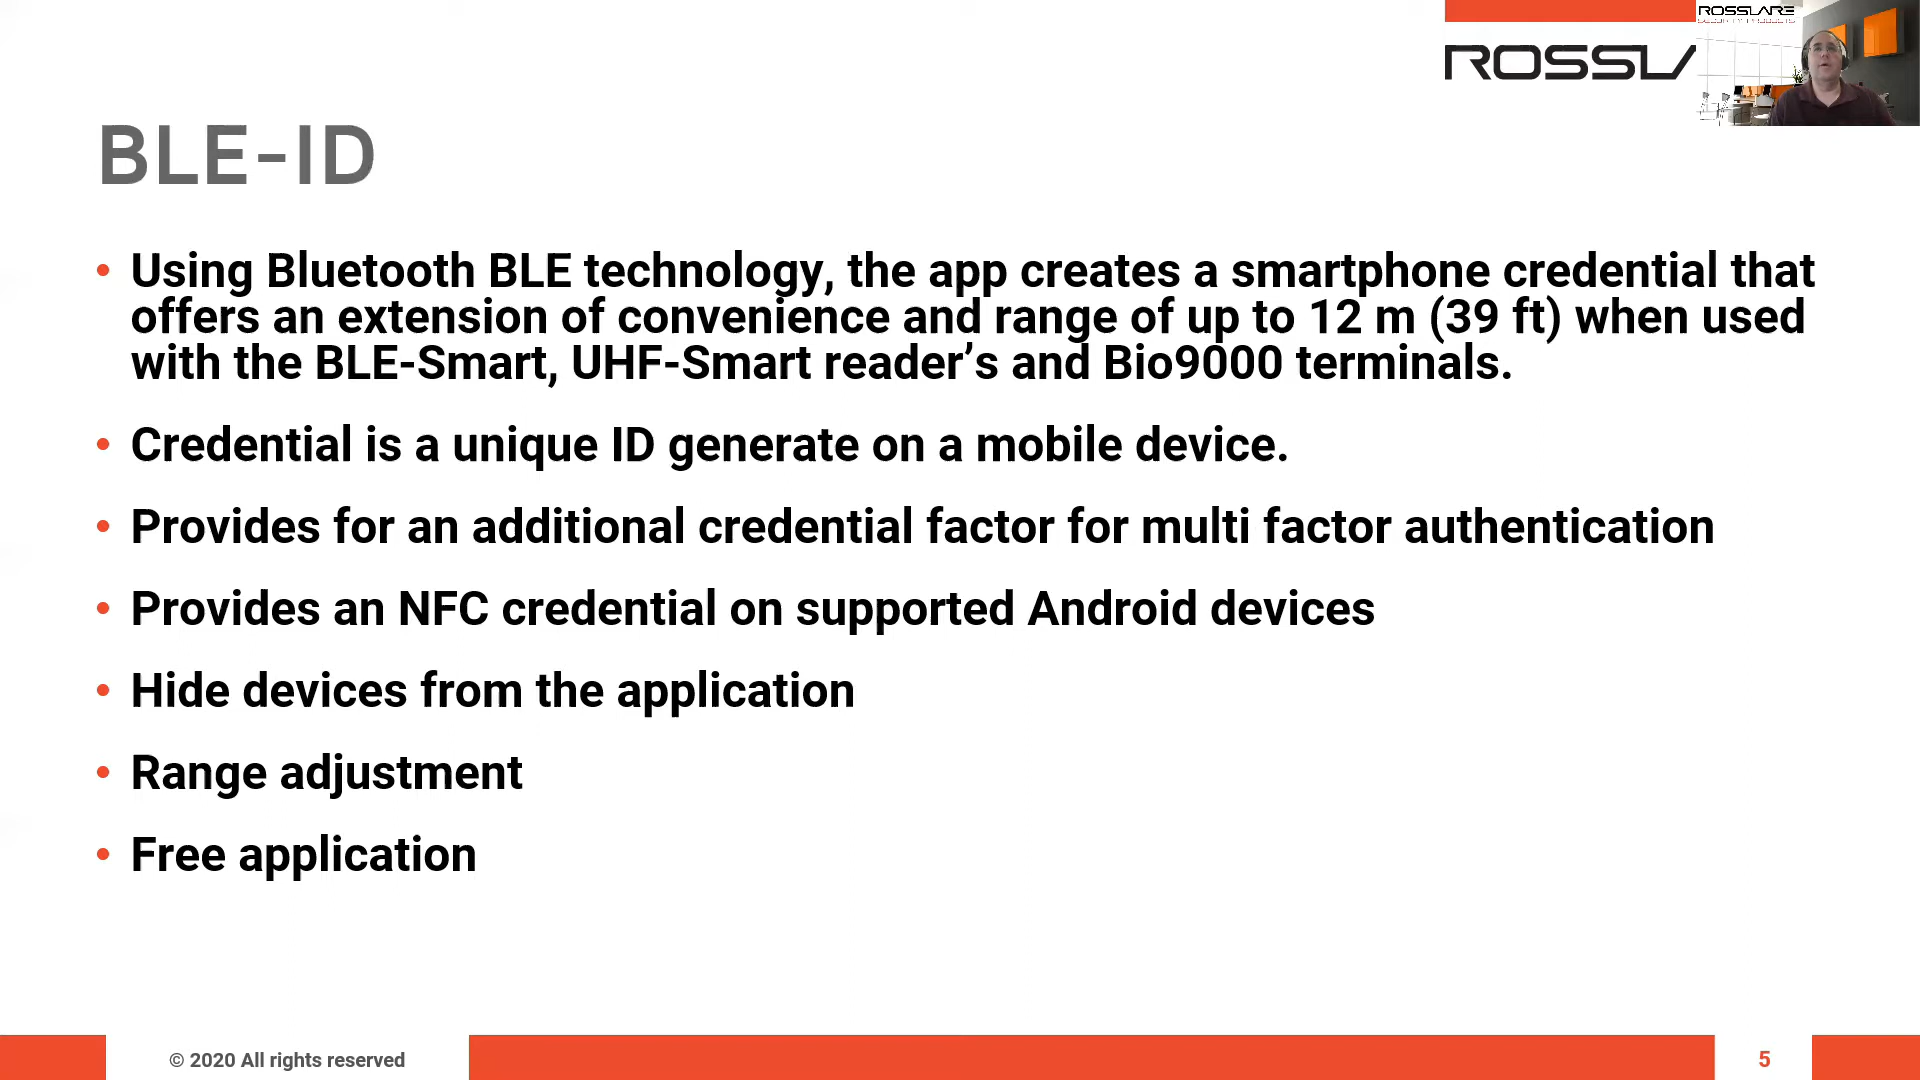 ROSSLARE
ROSSL
BLE-ID
• Using Bluetooth BLE technology, the app creates a smartphone credential that
offers an extension of convenience and range of up to 12 m (39 ft) when used
with the BLE-Smart, UHF-Smart reader’s and Bio9000 terminals.
• Credential is a unique ID generate on a mobile device.
• Provides for an additional credential factor for multi factor authentication
• Provides an NFC credential on supported Android devices
• Hide devices from the application
• Range adjustment
• Free application
© 2020 All rights reserved
5